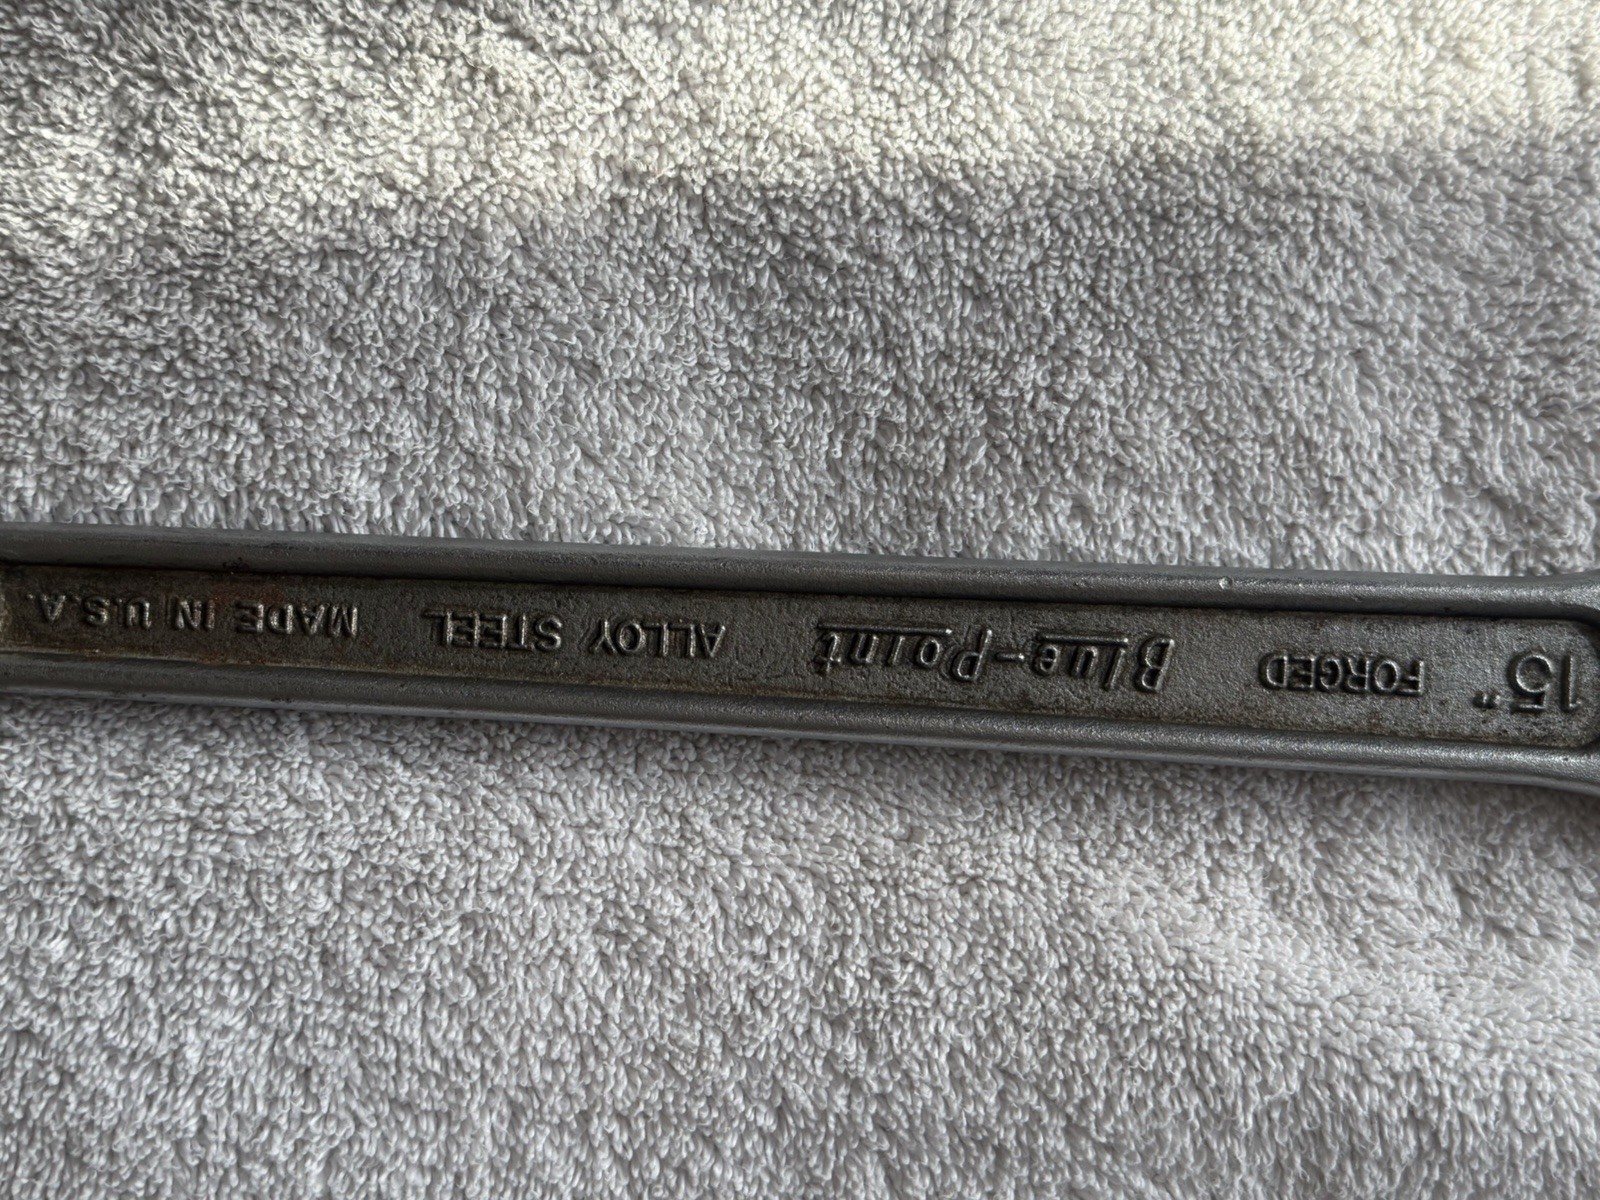 15" FORGED Blue-Point ALLOY STEEL MADE IN U.S.A.